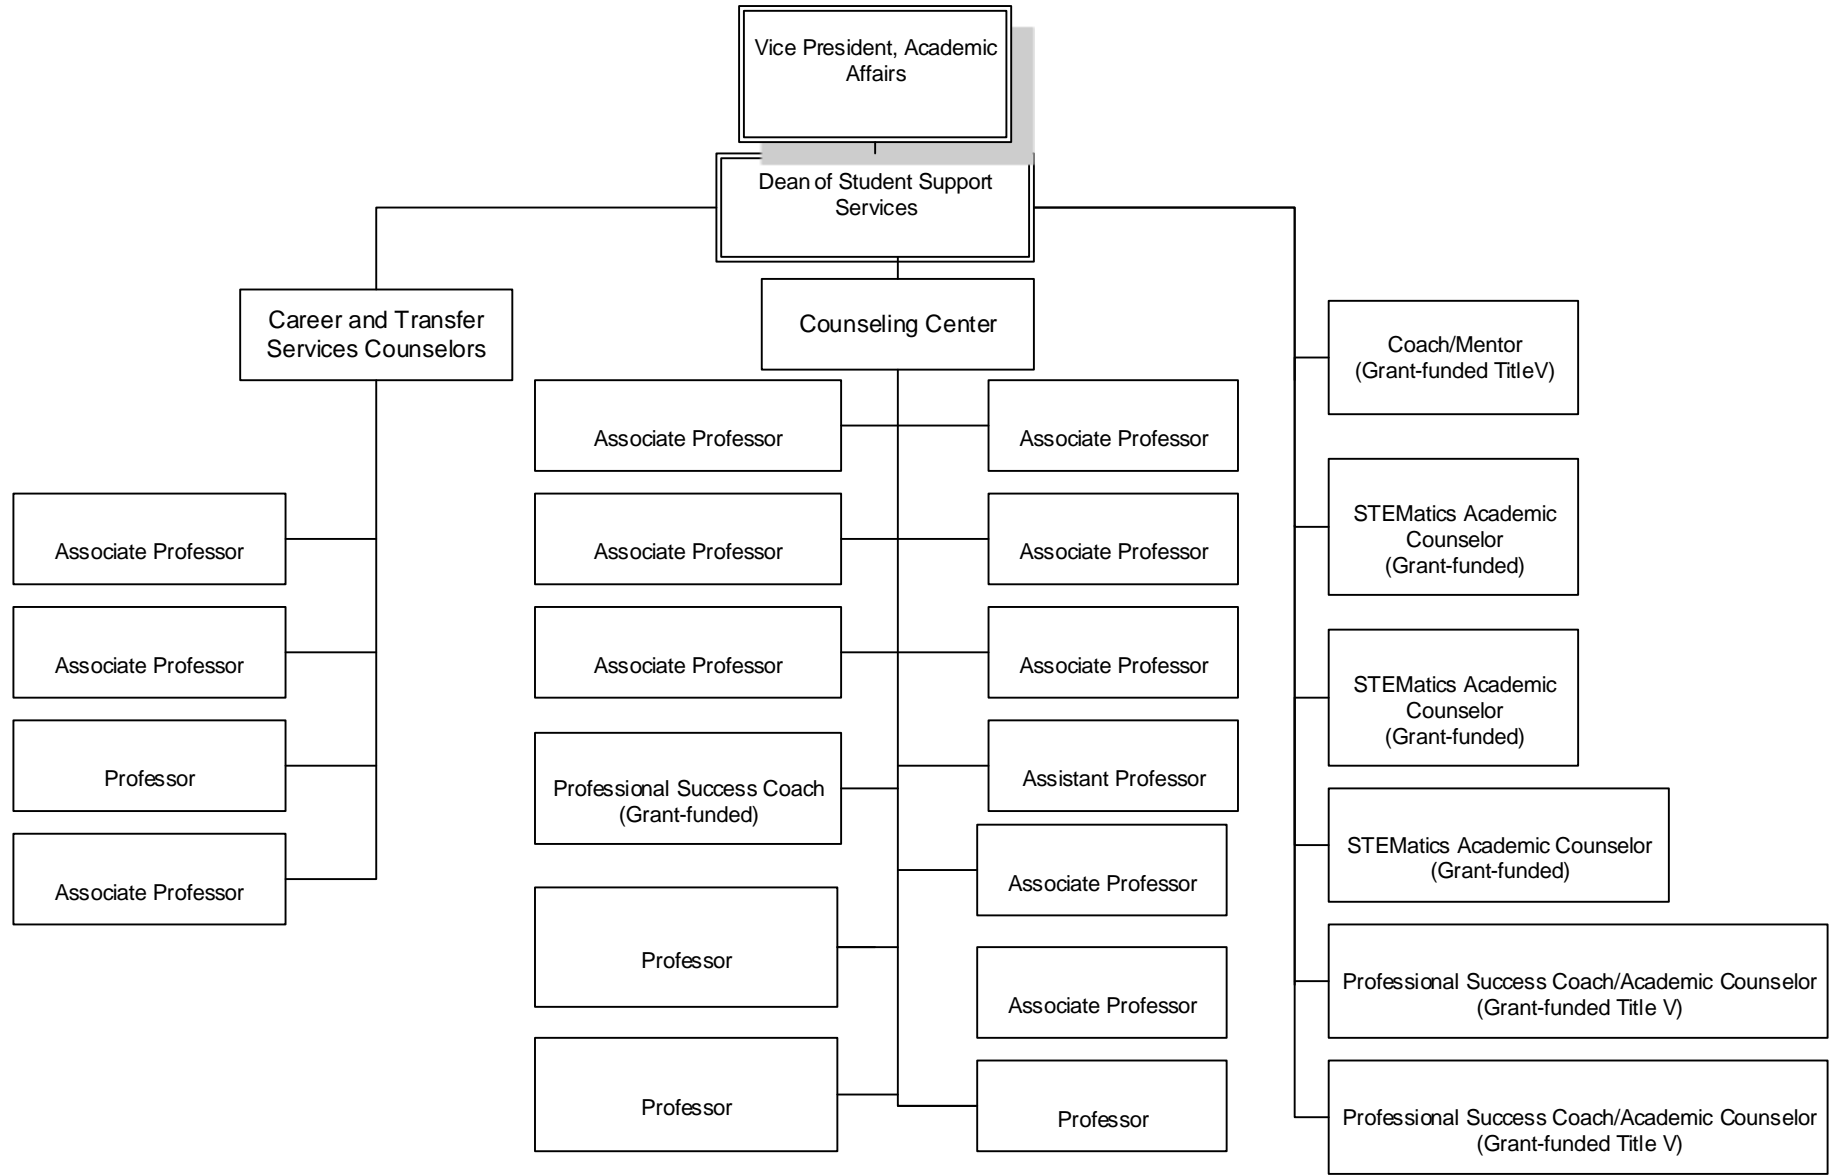 Vice President, Academic
Affairs
Dean of Student Support
Services
Career and Transfer
Services Counselors
Associate Professor
Associate Professor
Professor
Associate Professor
Counseling Center
Associate Professor
Associate Professor
Associate Professor
Associate Professor
Associate Professor
Associate Professor
Professional Success Coach
(Grant-funded)
Assistant Professor
Associate Professor
Professor
Associate Professor
Professor
Professor
Coach/Mentor
(Grant-funded TitleV)
STEMatics Academic
Counselor
(Grant-funded)
STEMatics Academic
Counselor
(Grant-funded)
STEMatics Academic Counselor
(Grant-funded)
Professional Success Coach/Academic Counselor
(Grant-funded Title V)
Professional Success Coach/Academic Counselor
(Grant-funded Title V)